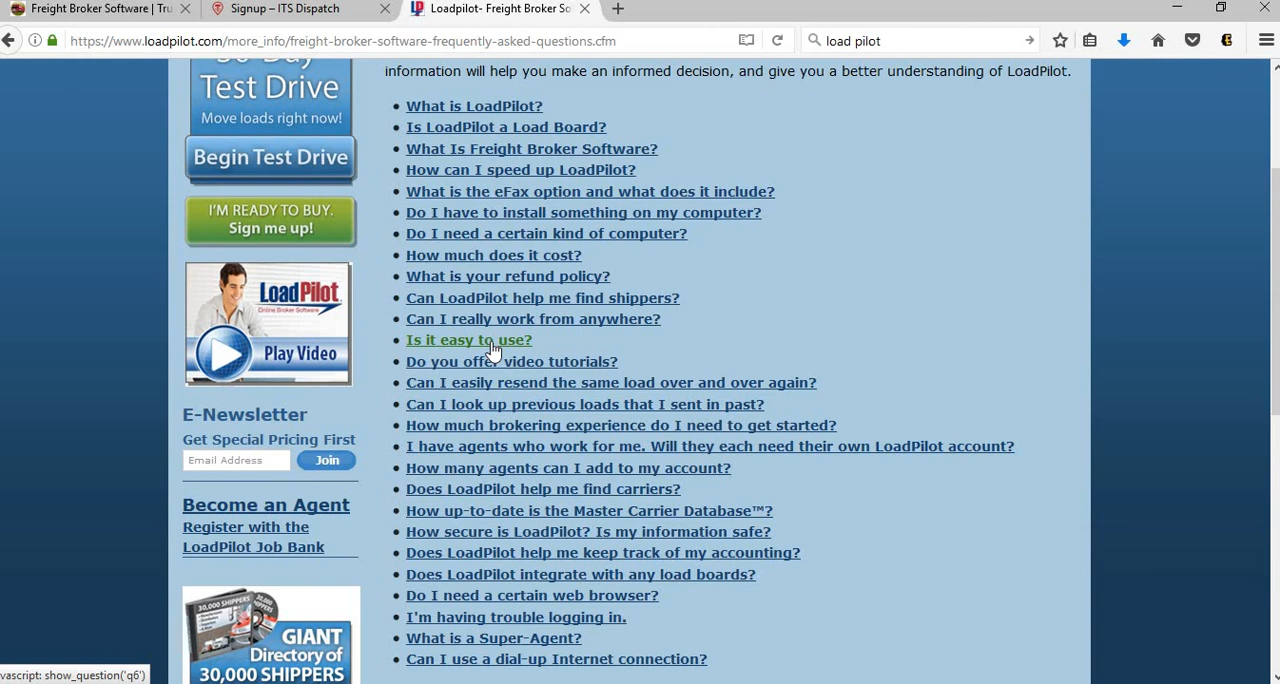 Freight Broker Software | Tru
Signup – ITS Dispatch
Loadpilot- Freight Broker So
https://www.loadpilot.com/more_info/freight-broker-software-frequently-asked-questions.cfm
load pilot
Test Drive
Move loads right now!
Begin Test Drive
I'M READY TO BUY.
Sign me up!
LoadPilot
Online Broker Software
Play Video
E-Newsletter
Get Special Pricing First
Email Address
Join
Become an Agent
Register with the
LoadPilot Job Bank
30,000 SHIPPERS
GIANT
Directory of
30,000 SHIPPERS
information will help you make an informed decision, and give you a better understanding of LoadPilot.
• What is LoadPilot?
• Is LoadPilot a Load Board?
• What Is Freight Broker Software?
• How can I speed up LoadPilot?
• What is the eFax option and what does it include?
• Do I have to install something on my computer?
• Do I need a certain kind of computer?
• How much does it cost?
• What is your refund policy?
• Can LoadPilot help me find shippers?
• Can I really work from anywhere?
• Is it easy to use?
• Do you offer video tutorials?
• Can I easily resend the same load over and over again?
• Can I look up previous loads that I sent in past?
• How much brokering experience do I need to get started?
• I have agents who work for me. Will they each need their own LoadPilot account?
• How many agents can I add to my account?
• Does LoadPilot help me find carriers?
• How up-to-date is the Master Carrier Database™?
• How secure is LoadPilot? Is my information safe?
• Does LoadPilot help me keep track of my accounting?
• Does LoadPilot integrate with any load boards?
• Do I need a certain web browser?
• I'm having trouble logging in.
• What is a Super-Agent?
• Can I use a dial-up Internet connection?
vascript: show_question('q6')